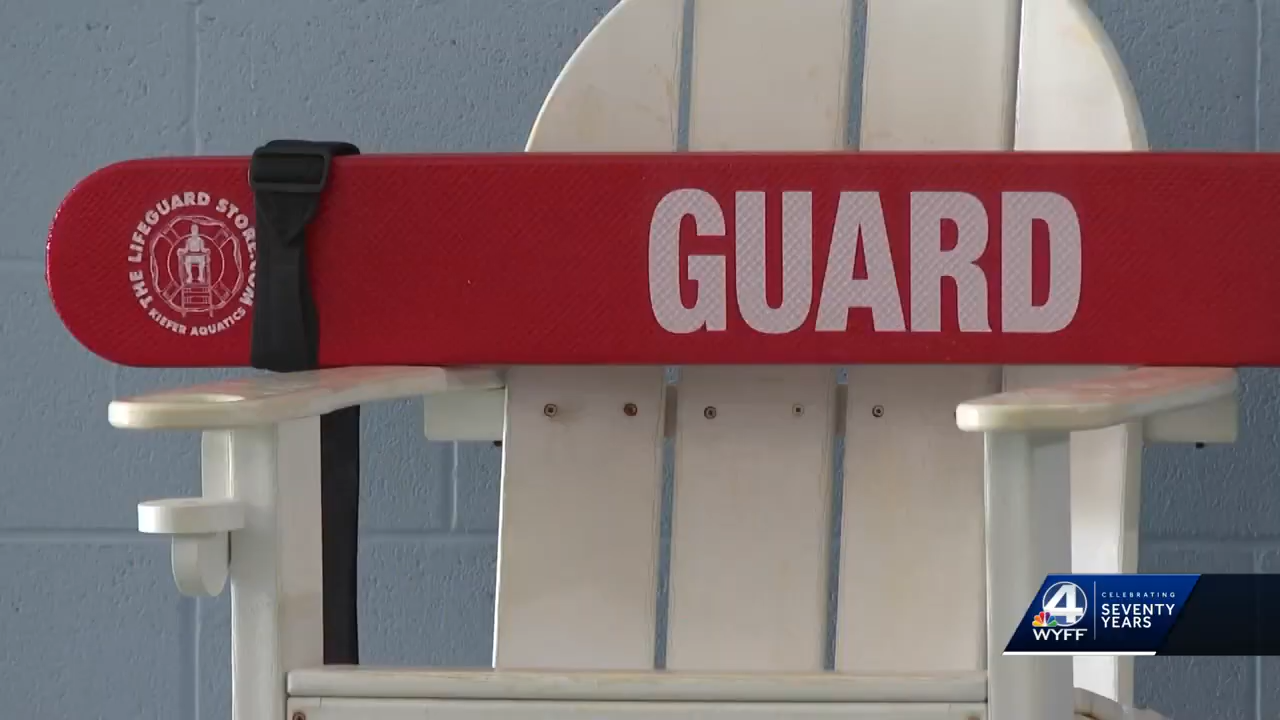 THE LIFEGUARD STORE.COM
KIEFER AQUATICS
GUARD
4
WYFF
CELEBRATING
SEVENTY
YEARS